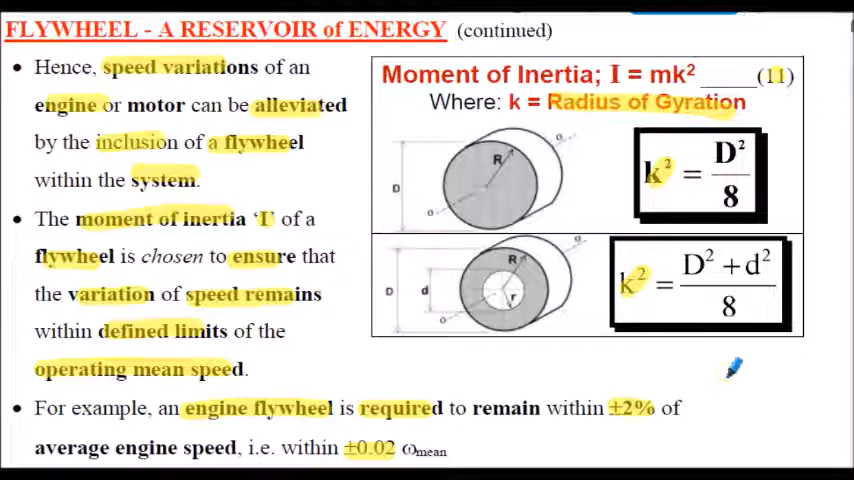 FLYWHEEL - A RESERVOIR of ENERGY (continued)
• Hence, speed variations of an
engine or motor can be alleviated
by the inclusion of a flywheel
within the system.
• The moment of inertia ‘I’ of a
flywheel is chosen to ensure that
the variation of speed remains
within defined limits of the
operating mean speed.
• For example, an engine flywheel is required to remain within ±2% of
average engine speed, i.e. within ±0.02 ωmean
Moment of Inertia; I = mk² _____(11)
Where: k = Radius of Gyration
D
R
o
o
k² = D²/8
D
d
R
r
o
o
k² = (D² + d²)/8